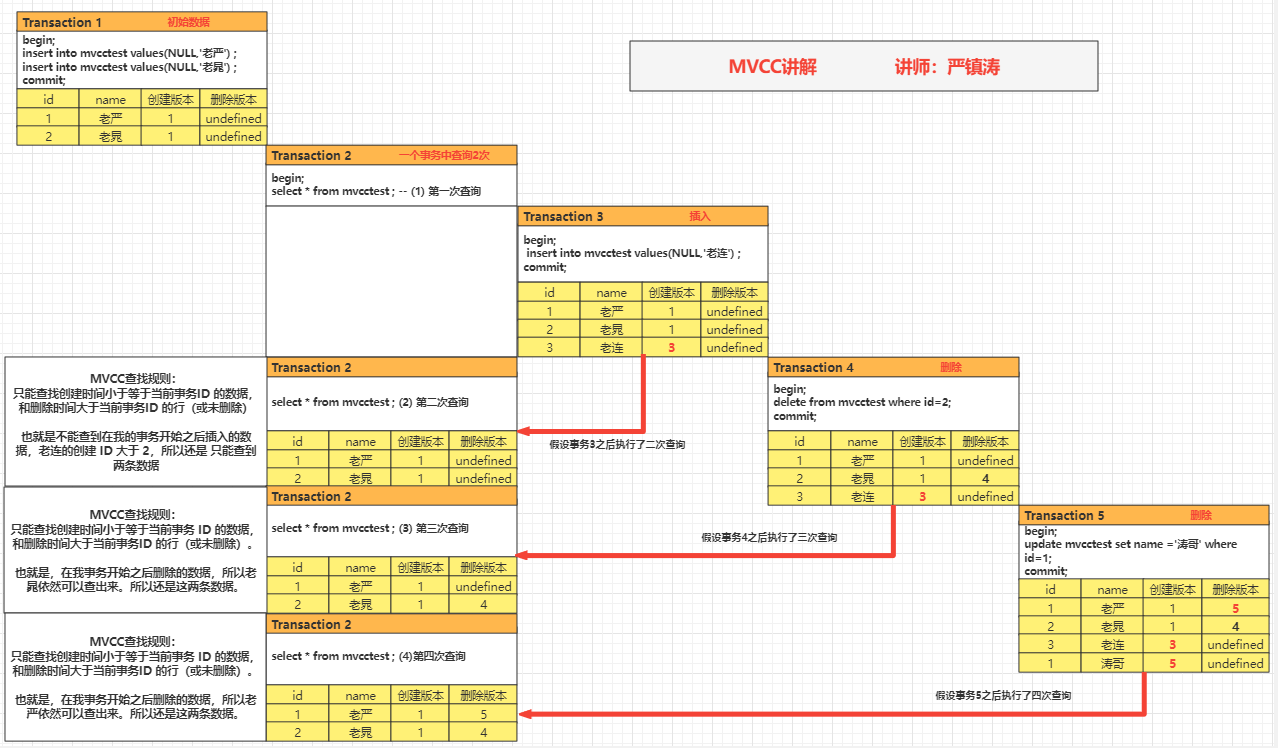 MVCC讲解 讲师：严镇涛
Transaction 1 初始数据
begin;
insert into mvcctest values(NULL,'老严') ;
insert into mvcctest values(NULL,'老晁') ;
commit;
id name 创建版本 删除版本
1 老严 1 undefined
2 老晁 1 undefined
Transaction 2 一个事务中查询2次
begin;
select * from mvcctest ; -- (1) 第一次查询
Transaction 3 插入
begin;
insert into mvcctest values(NULL,'老连') ;
commit;
id name 创建版本 删除版本
1 老严 1 undefined
2 老晁 1 undefined
3 老连 3 undefined
MVCC查找规则：
只能查找创建时间小于等于当前事务ID 的数据，
和删除时间大于当前事务ID 的行（或未删除）
也就是不能查到在我的事务开始之后插入的数
据，老连的创建 ID 大于 2，所以还是 只能查到
两条数据
Transaction 2
select * from mvcctest ; (2) 第二次查询
id name 创建版本 删除版本
1 老严 1 undefined
2 老晁 1 undefined
假设事务3之后执行了二次查询
Transaction 4 删除
begin;
delete from mvcctest where id=2;
commit;
id name 创建版本 删除版本
1 老严 1 undefined
2 老晁 1 4
3 老连 3 undefined
MVCC查找规则：
只能查找创建时间小于等于当前事务 ID 的数据，
和删除时间大于当前事务ID 的行（或未删除）。
也就是，在我事务开始之后删除的数据，所以老
晁依然可以查出来。所以还是这两条数据。
Transaction 2
select * from mvcctest ; (3) 第三次查询
id name 创建版本 删除版本
1 老严 1 undefined
2 老晁 1 4
假设事务4之后执行了三次查询
Transaction 5 删除
begin;
update mvcctest set name ='涛哥' where
id=1;
commit;
id name 创建版本 删除版本
1 老严 1 5
2 老晁 1 4
3 老连 3 undefined
1 涛哥 5 undefined
MVCC查找规则：
只能查找创建时间小于等于当前事务 ID 的数据，
和删除时间大于当前事务ID 的行（或未删除）。
也就是，在我事务开始之后删除的数据，所以老
严依然可以查出来。所以还是这两条数据。
Transaction 2
select * from mvcctest ; (4)第四次查询
id name 创建版本 删除版本
1 老严 1 5
2 老晁 1 4
假设事务5之后执行了四次查询